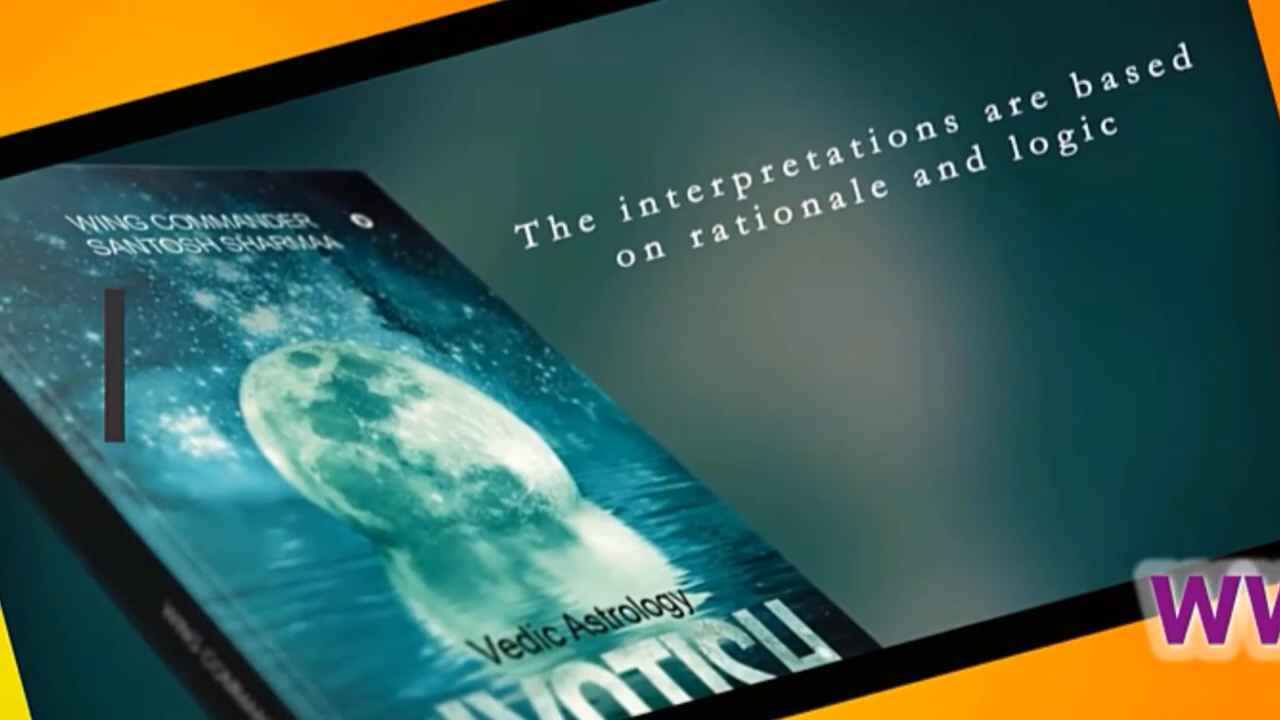 The interpretations are based
on rationale and logic
WING COMMANDER
SANTOSH SHARMAA
Vedic Astrology